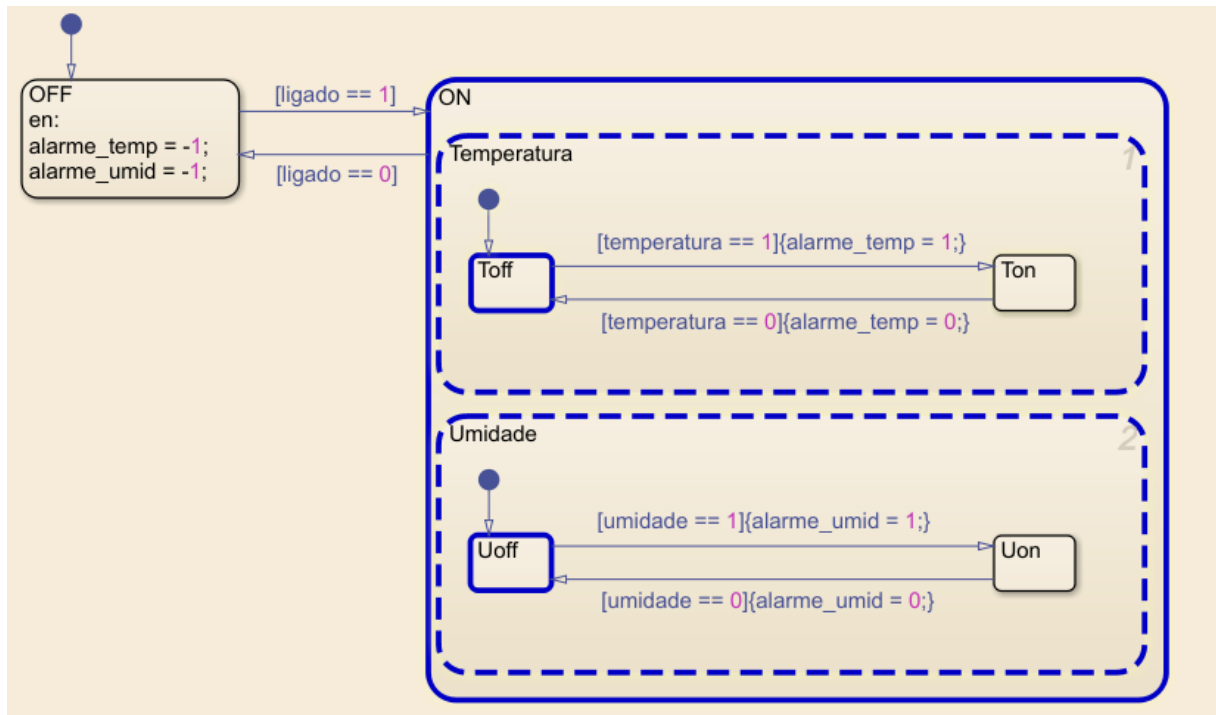 OFF
en:
alarme_temp = -1;
alarme_umid = -1;
[ligado == 1]
[ligado == 0]
ON
Temperatura
1
Toff
[temperatura == 1]{alarme_temp = 1;}
Ton
[temperatura == 0]{alarme_temp = 0;}
Umidade
2
Uoff
[umidade == 1]{alarme_umid = 1;}
Uon
[umidade == 0]{alarme_umid = 0;}